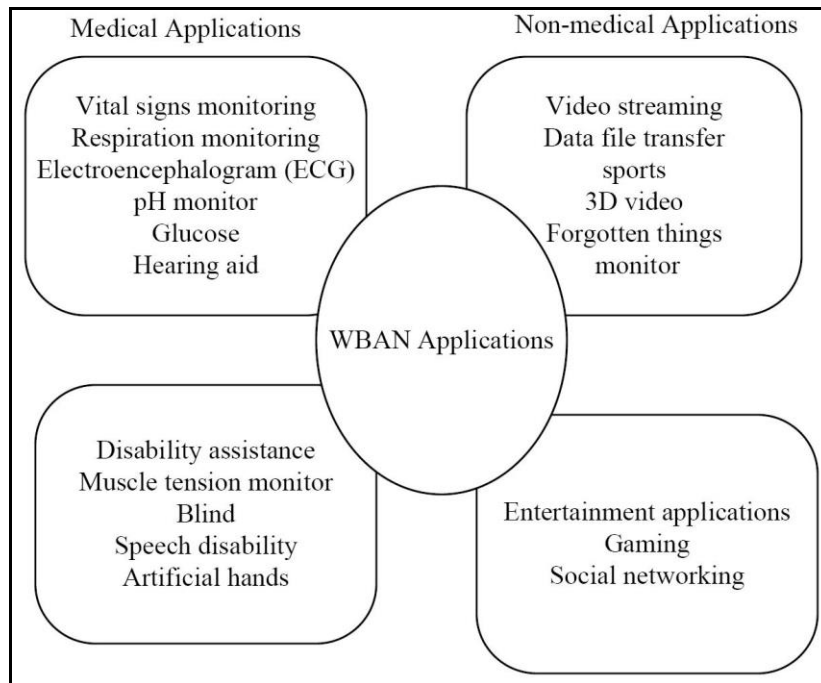 Medical Applications
Non-medical Applications
Vital signs monitoring
Respiration monitoring
Electroencephalogram (ECG)
pH monitor
Glucose
Hearing aid
Video streaming
Data file transfer
sports
3D video
Forgotten things
monitor
WBAN Applications
Disability assistance
Muscle tension monitor
Blind
Speech disability
Artificial hands
Entertainment applications
Gaming
Social networking